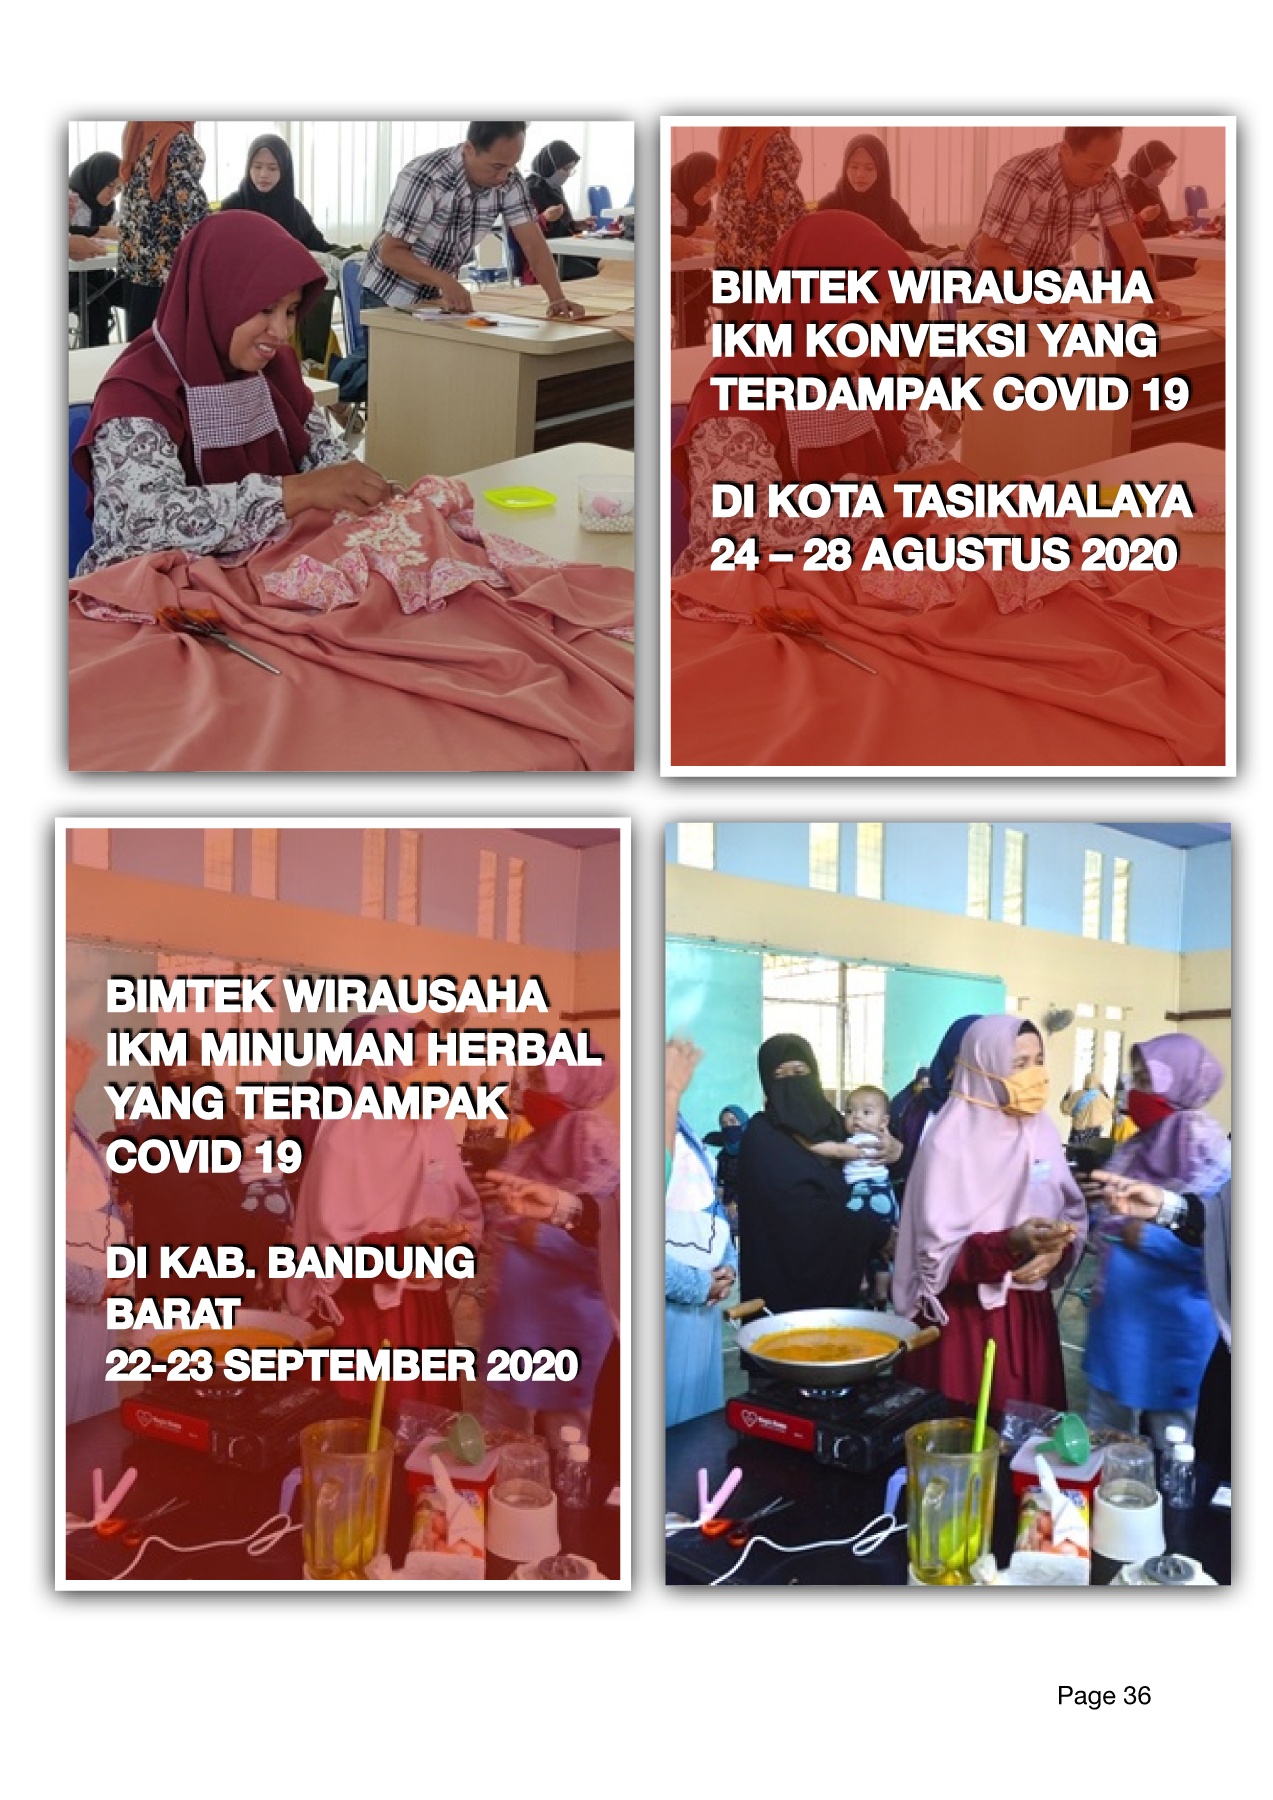 BIMTEK WIRAUSAHA
IKM KONVEKSI YANG
TERDAMPAK COVID 19
DI KOTA TASIKMALAYA
24 – 28 AGUSTUS 2020
BIMTEK WIRAUSAHA
IKM MINUMAN HERBAL
YANG TERDAMPAK
COVID 19
DI KAB. BANDUNG
BARAT
22-23 SEPTEMBER 2020
Page 36